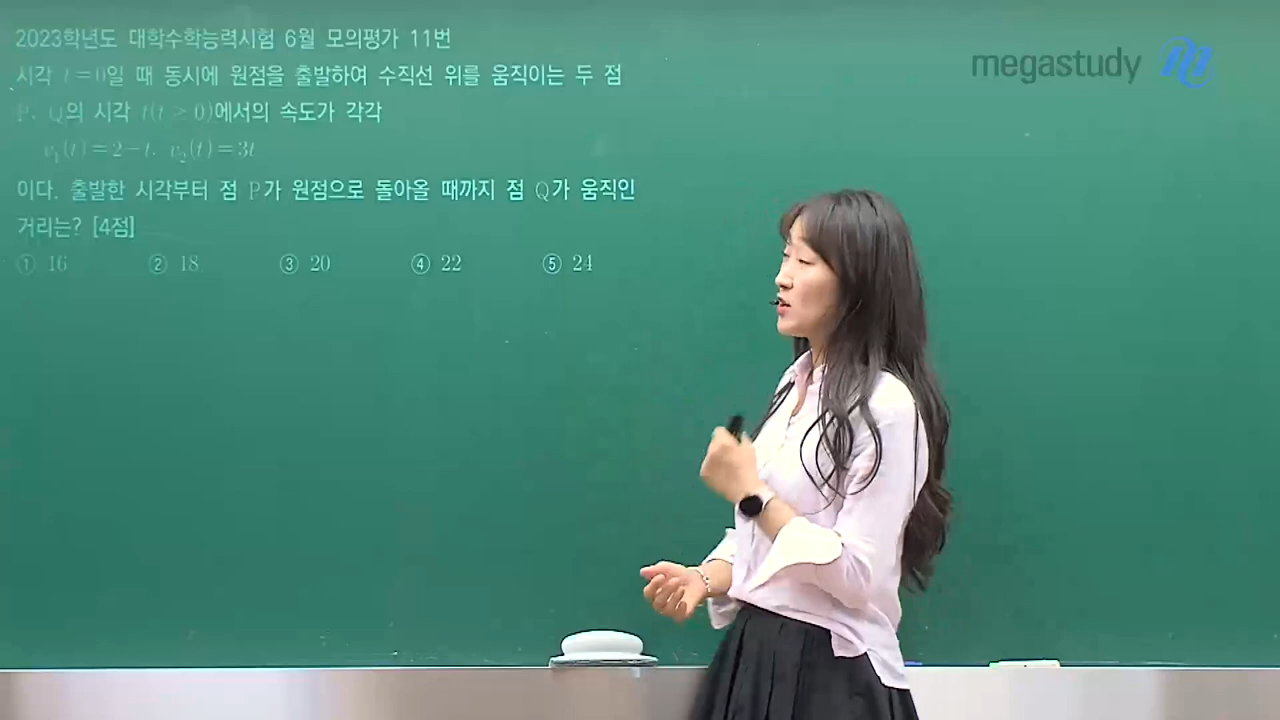 2023학년도 대학수학능력시험 6월 모의평가 11번
시각 t=0일 때 동시에 원점을 출발하여 수직선 위를 움직이는 두 점
P, Q의 시각 t(t≥0)에서의 속도가 각각
v₁(t)=2-t, v₂(t)=3t
이다. 출발한 시각부터 점 P가 원점으로 돌아올 때까지 점 Q가 움직인
거리는? [4점]
① 16 ② 18 ③ 20 ④ 22 ⑤ 24
megastudy